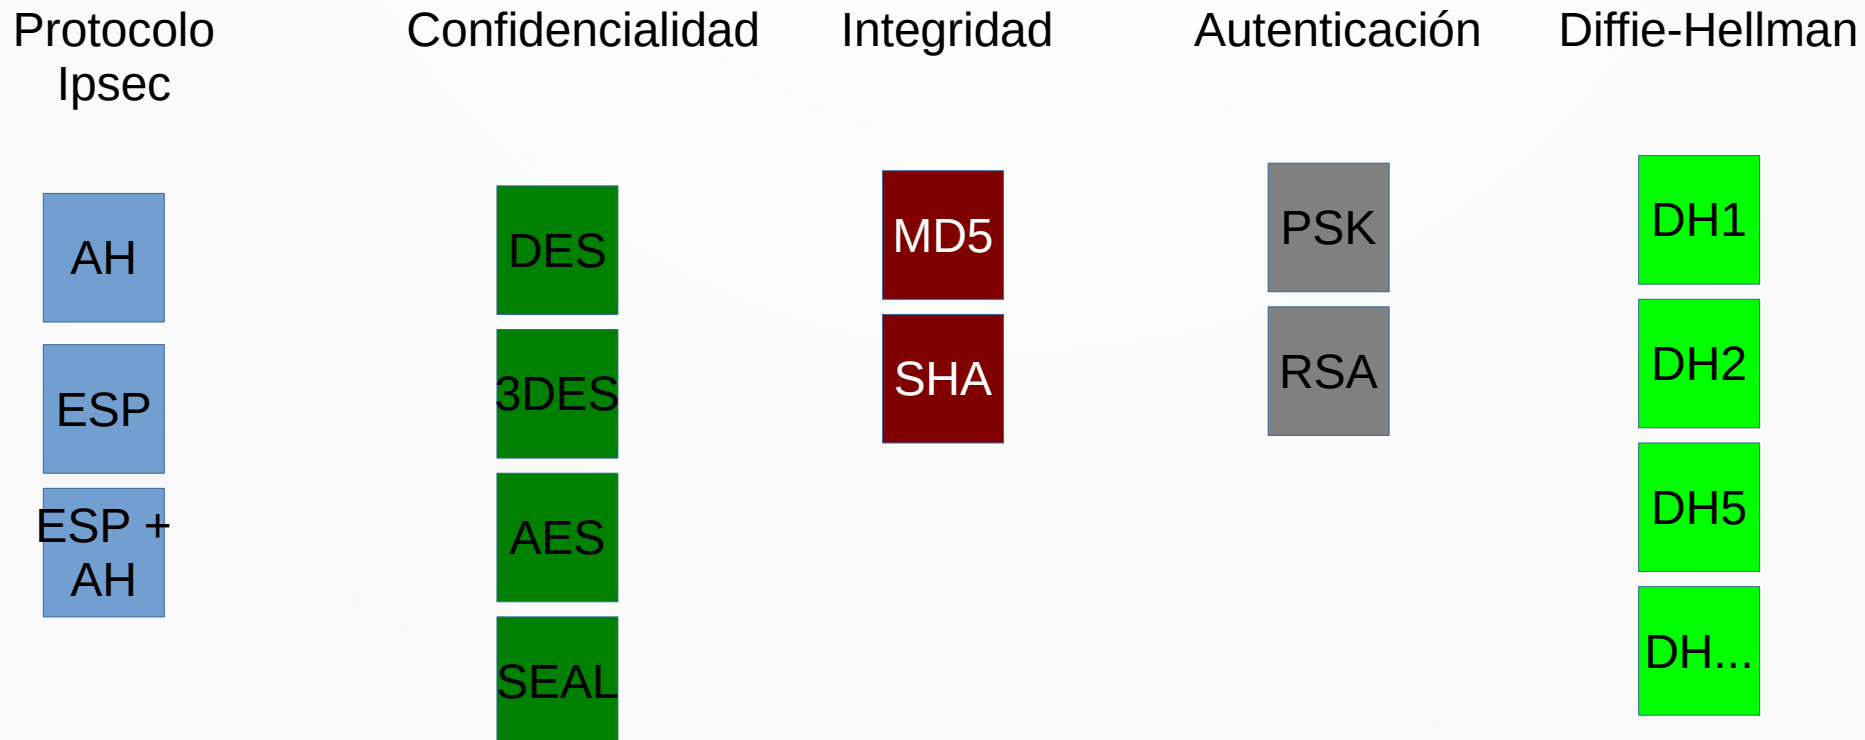 Protocolo
Ipsec
Confidencialidad
Integridad
Autenticación
Diffie-Hellman
AH
ESP
ESP +
AH
DES
3DES
AES
SEAL
MD5
SHA
PSK
RSA
DH1
DH2
DH5
DH...